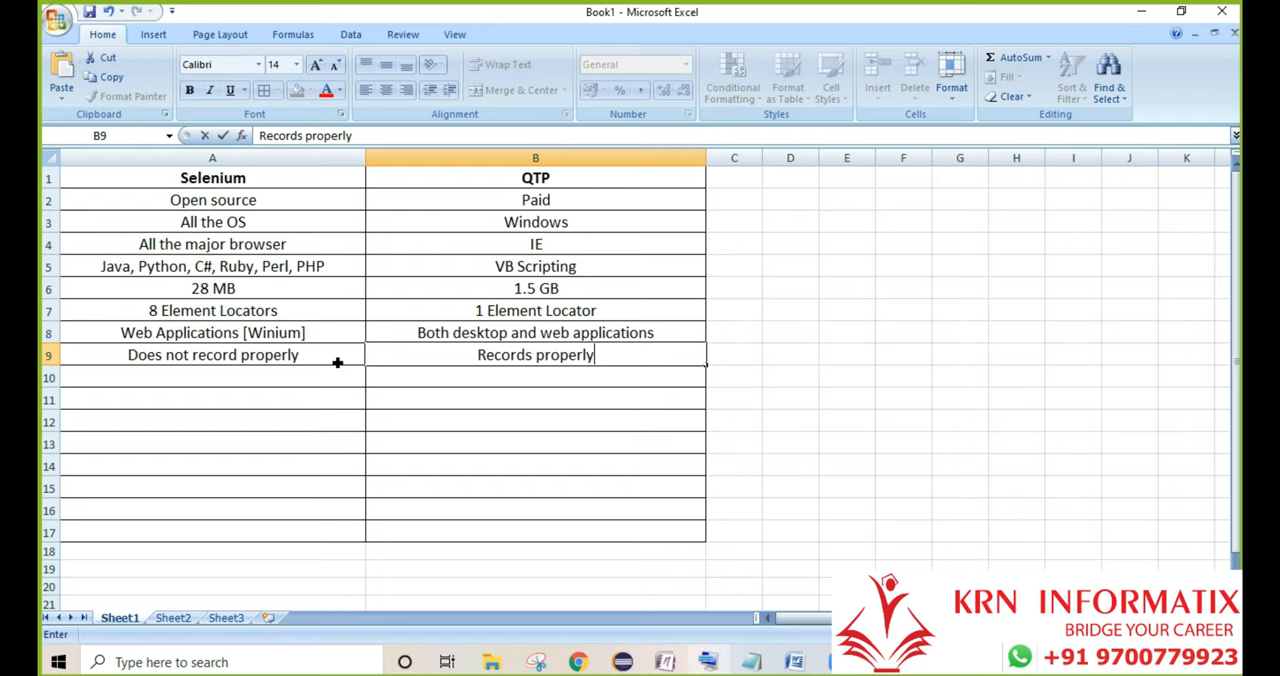 Book1 - Microsoft Excel
Home Insert Page Layout Formulas Data Review View
Cut
Copy
Format Painter
Paste
Clipboard
Calibri 14
B I U
Font
Wrap Text
Merge & Center
Alignment
General
Number
Conditional Formatting
Format as Table
Cell Styles
Styles
Insert
Delete
Format
Cells
AutoSum
Fill
Clear
Sort & Filter
Find & Select
Editing
B9 Records properly
A B C D E F G H I J K
1 Selenium QTP
2 Open source Paid
3 All the OS Windows
4 All the major browser IE
5 Java, Python, C#, Ruby, Perl, PHP VB Scripting
6 28 MB 1.5 GB
7 8 Element Locators 1 Element Locator
8 Web Applications [Winium] Both desktop and web applications
9 Does not record properly Records properly
10
11
12
13
14
15
16
17
18
19
20
21
Sheet1 Sheet2 Sheet3
Enter
Type here to search
KRN INFORMATIX
BRIDGE YOUR CAREER
+91 9700779923